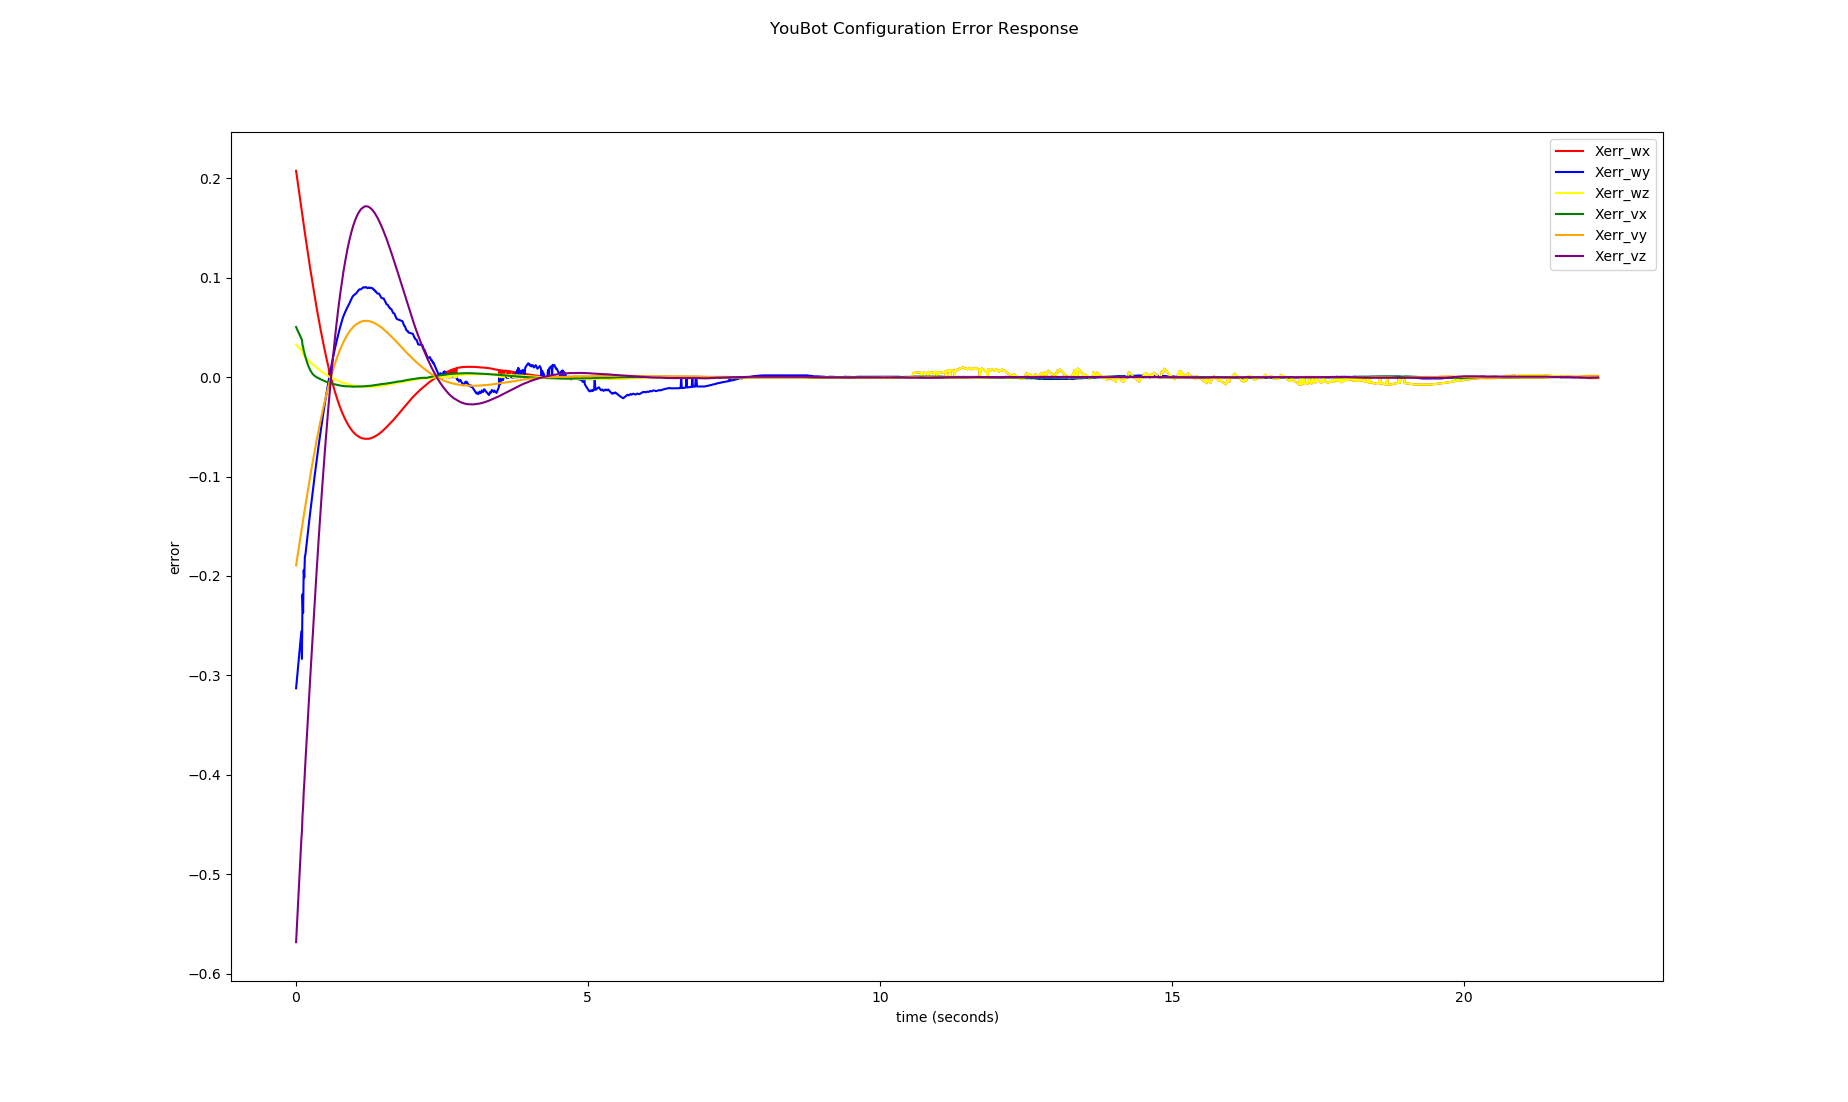 YouBot Configuration Error Response
Xerr_wx
Xerr_wy
Xerr_wz
Xerr_vx
Xerr_vy
Xerr_vz
0.2
0.1
0.0
−0.1
−0.2
−0.3
−0.4
−0.5
−0.6
error
0 5 10 15 20
time (seconds)